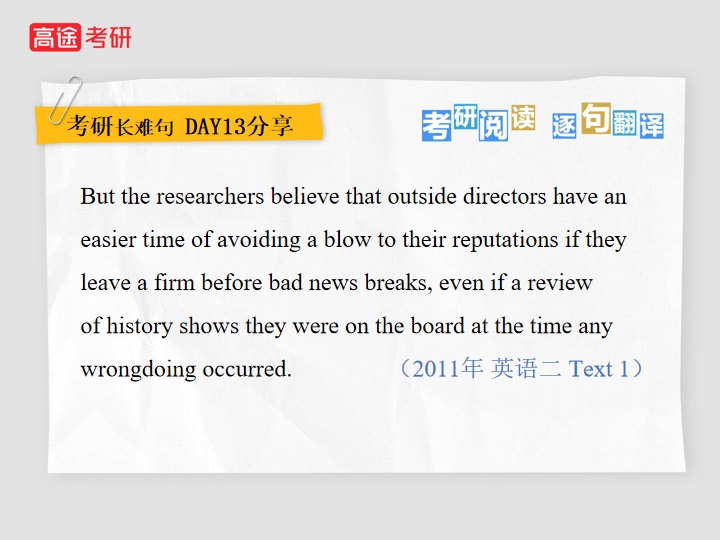 高途考研
考研长难句 DAY13分享
考研阅读 逐句翻译
But the researchers believe that outside directors have an
easier time of avoiding a blow to their reputations if they
leave a firm before bad news breaks, even if a review
of history shows they were on the board at the time any
wrongdoing occurred. （2011年 英语二 Text 1）